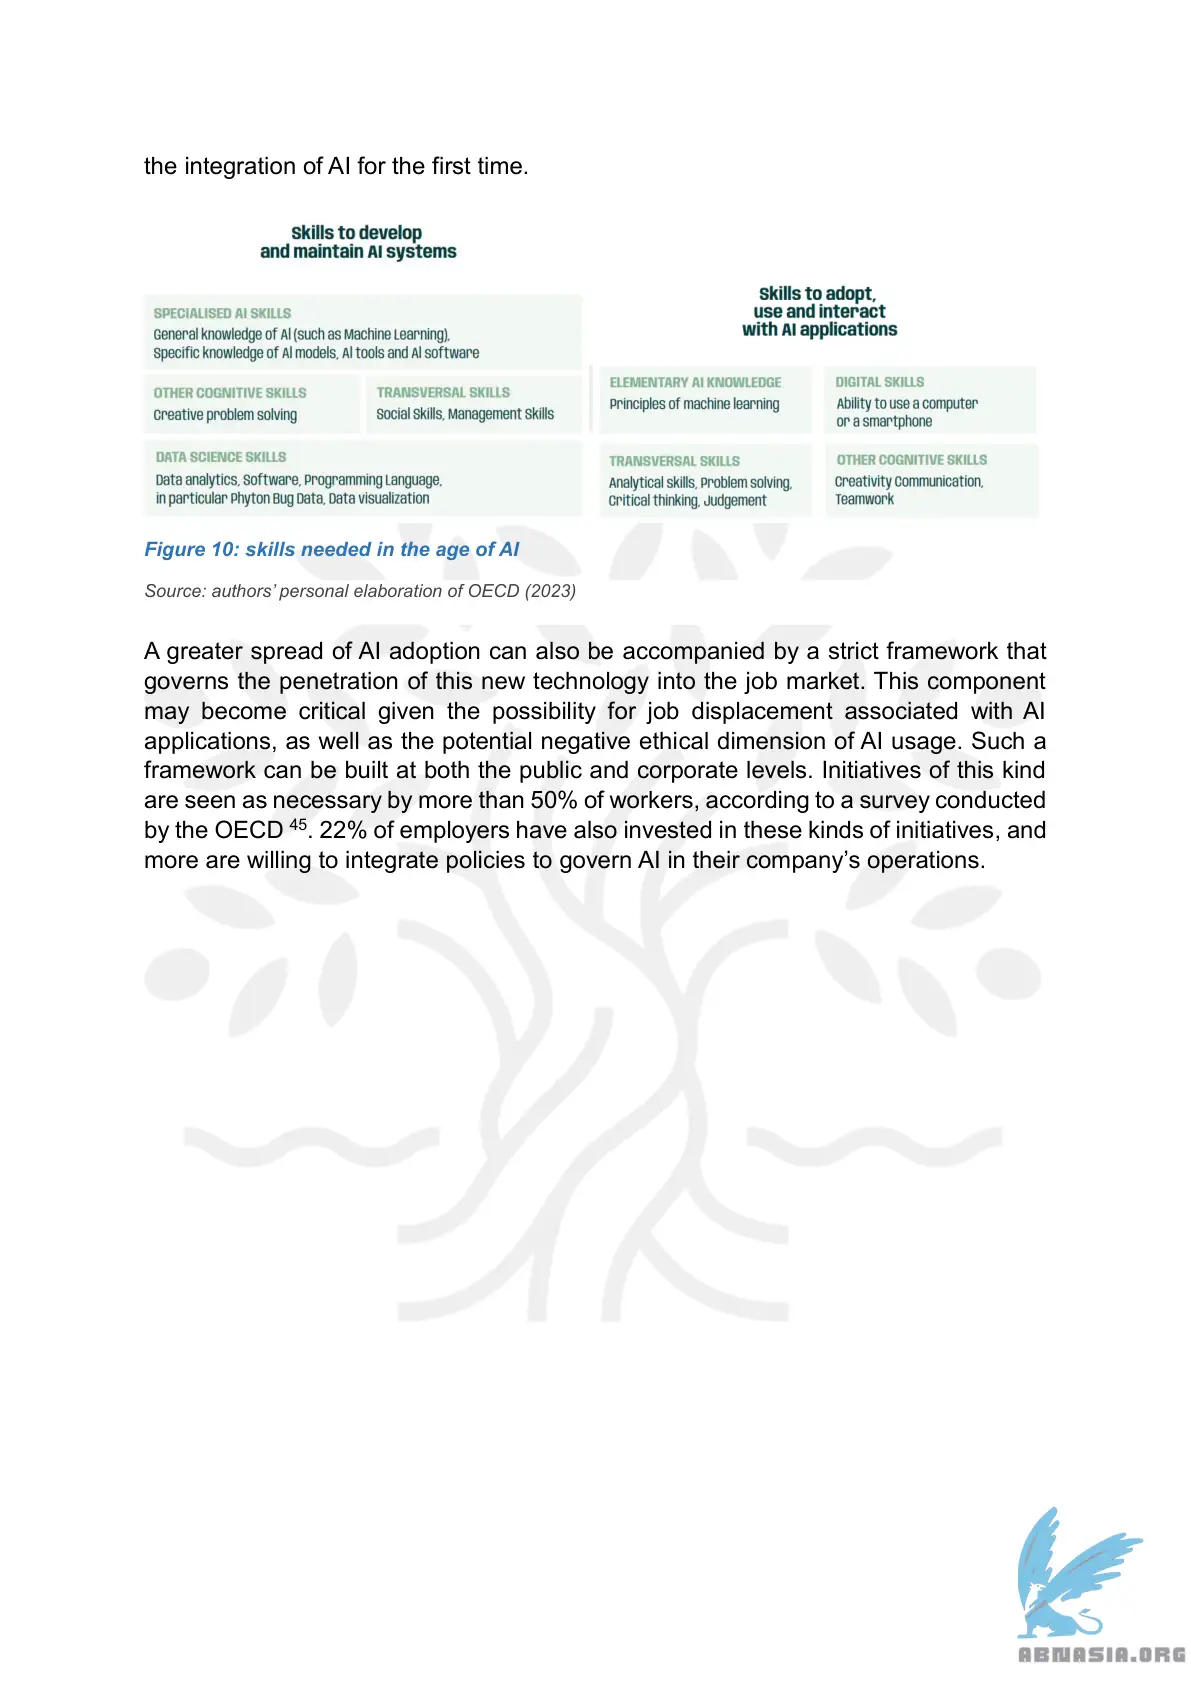 the integration of AI for the first time.
Skills to develop
and maintain AI systems
SPECIALISED AI SKILLS
General knowledge of AI (such as Machine Learning),
Specific knowledge of AI models, AI tools and AI software
OTHER COGNITIVE SKILLS
Creative problem solving
TRANSVERSAL SKILLS
Social Skills, Management Skills
DATA SCIENCE SKILLS
Data analytics, Software, Programming Language,
in particular Phyton Bug Data, Data visualization
Skills to adopt,
use and interact
with AI applications
ELEMENTARY AI KNOWLEDGE
Principles of machine learning
DIGITAL SKILLS
Ability to use a computer
or a smartphone
TRANSVERSAL SKILLS
Analytical skills, Problem solving,
Critical thinking, Judgement
OTHER COGNITIVE SKILLS
Creativity Communication,
Teamwork
Figure 10: skills needed in the age of AI
Source: authors’ personal elaboration of OECD (2023)
A greater spread of AI adoption can also be accompanied by a strict framework that
governs the penetration of this new technology into the job market. This component
may become critical given the possibility for job displacement associated with AI
applications, as well as the potential negative ethical dimension of AI usage. Such a
framework can be built at both the public and corporate levels. Initiatives of this kind
are seen as necessary by more than 50% of workers, according to a survey conducted
by the OECD 45. 22% of employers have also invested in these kinds of initiatives, and
more are willing to integrate policies to govern AI in their company’s operations.
ABNASIA.ORG